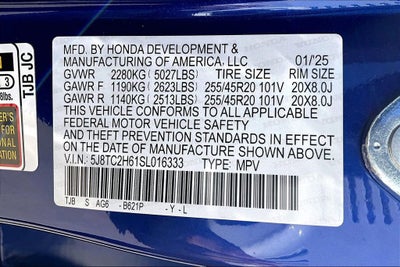 MFD. BY HONDA DEVELOPMENT & 01/'25
MANUFACTURING OF AMERICA, LLC
GVWR 2280KG (5027LBS) TIRE SIZE RIM SIZE
GAWR F 1190KG (2623LBS) 255/45R20 101V 20X8.0J
GAWR R 1140KG (2513LBS) 255/45R20 101V 20X8.0J
THIS VEHICLE CONFORMS TO ALL APPLICABLE
FEDERAL MOTOR VEHICLE SAFETY
AND THEFT PREVENTION STANDARDS IN EFFECT
ON THE DATE OF MANUFACTURE SHOWN ABOVE.
V.I.N.: 5J8TC2H61SL016333 TYPE: MPV
TJB S AG6 - B621P - Y - L
TJB JC
3
lbs.